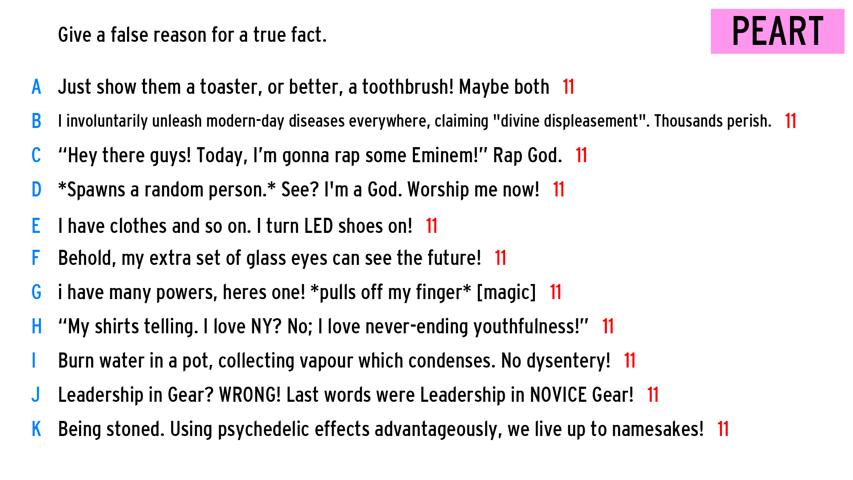 Give a false reason for a true fact.
PEART
A Just show them a toaster, or better, a toothbrush! Maybe both 11
B I involuntarily unleash modern-day diseases everywhere, claiming "divine displeasement". Thousands perish. 11
C “Hey there guys! Today, I’m gonna rap some Eminem!” Rap God. 11
D *Spawns a random person.* See? I'm a God. Worship me now! 11
E I have clothes and so on. I turn LED shoes on! 11
F Behold, my extra set of glass eyes can see the future! 11
G i have many powers, heres one! *pulls off my finger* [magic] 11
H “My shirts telling. I love NY? No; I love never-ending youthfulness!” 11
I Burn water in a pot, collecting vapour which condenses. No dysentery! 11
J Leadership in Gear? WRONG! Last words were Leadership in NOVICE Gear! 11
K Being stoned. Using psychedelic effects advantageously, we live up to namesakes! 11